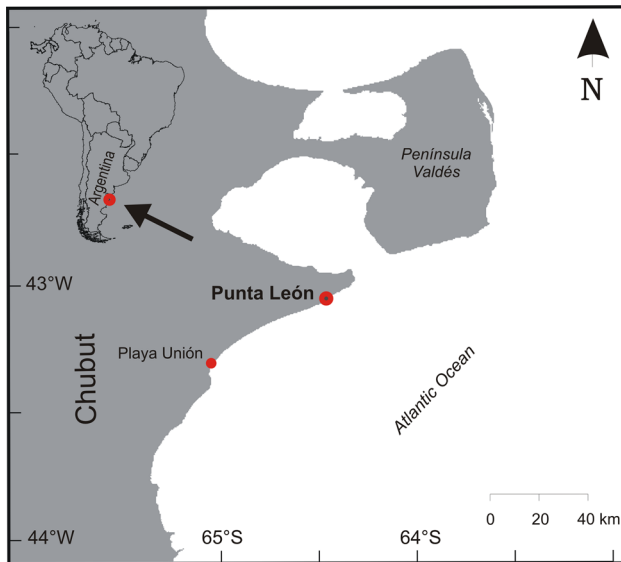 N
Argentina
Península
Valdés
43°W
Punta León
Playa Unión
Chubut
Atlantic Ocean
0 20 40 km
44°W
65°S
64°S